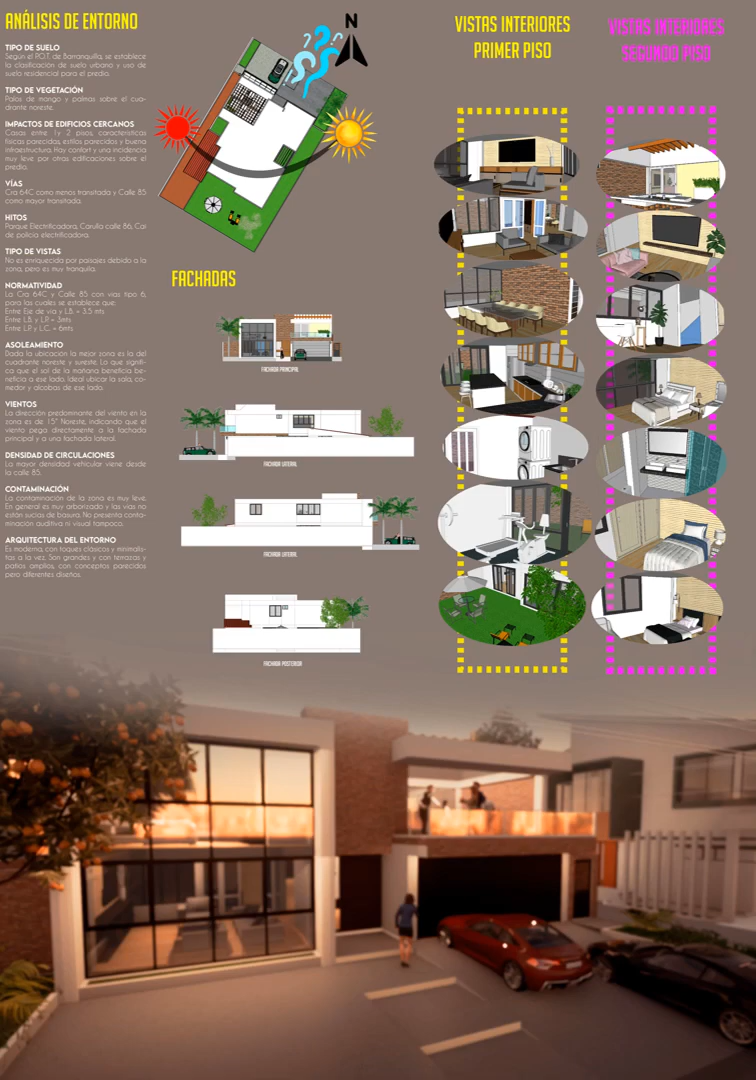 ANÁLISIS DE ENTORNO
TIPO DE SUELO
Según el P.O.T. de Barranquilla, se establece
la clasificación de suelo urbano y uso de
suelo residencial para el predio.
TIPO DE VEGETACIÓN
Palos de mango y palmas sobre el cua-
drante noreste.
IMPACTOS DE EDIFICIOS CERCANOS
Casas entre 1y 2 pisos, características
físicas parecidas, estilos parecidos y buena
infraestructura. Hay confort y una incidencia
muy leve por otras edificaciones sobre el
predio.
VÍAS
Cra 64C como menos transitada y Calle 85
como mayor transitada.
HITOS
Parque Electrificadora, Carulla calle 86, Cai
de policía electrificadora.
TIPO DE VISTAS
No es enriquecida por paisajes debido a la
zona, pero es muy tranquila.
NORMATIVIDAD
La Cra 64C y Calle 85 son vías tipo 6,
para las cuales se establece que:
Entre Eje de vía y L.B. = 3.5 mts
Entre L.B. y L.P. = 3mts
Entre L.P. y L.C. = 6mts
ASOLEAMIENTO
Dada la ubicación la mejor zona es la del
cuadrante noreste y sureste. Lo que signifi-
ca que el sol de la mañana beneficia be-
neficia a ese lado. Ideal ubicar la sala, co-
medor y alcobas de ese lado.
VIENTOS
La dirección predominante del viento en la
zona es de 15° Noreste, indicando que el
viento pega directamente a la fachada
principal y a una fachada lateral.
DENSIDAD DE CIRCULACIONES
La mayor densidad vehicular viene desde
la calle 85.
CONTAMINACIÓN
La contaminación de la zona es muy leve.
En general es muy arborizado y las vías no
están sucias de basura. No presenta conta-
minación auditiva ni visual tampoco.
ARQUITECTURA DEL ENTORNO
Es moderna, con toques clásicos y minimalis-
tas a la vez. Son grandes y con terrazas y
patios amplios, con conceptos parecidos
pero diferentes diseños.
N
FACHADAS
FACHADA PRINCIPAL
FACHADA LATERAL
FACHADA LATERAL
FACHADA POSTERIOR
VISTAS INTERIORES
PRIMER PISO
VISTAS INTERIORES
SEGUNDO PISO